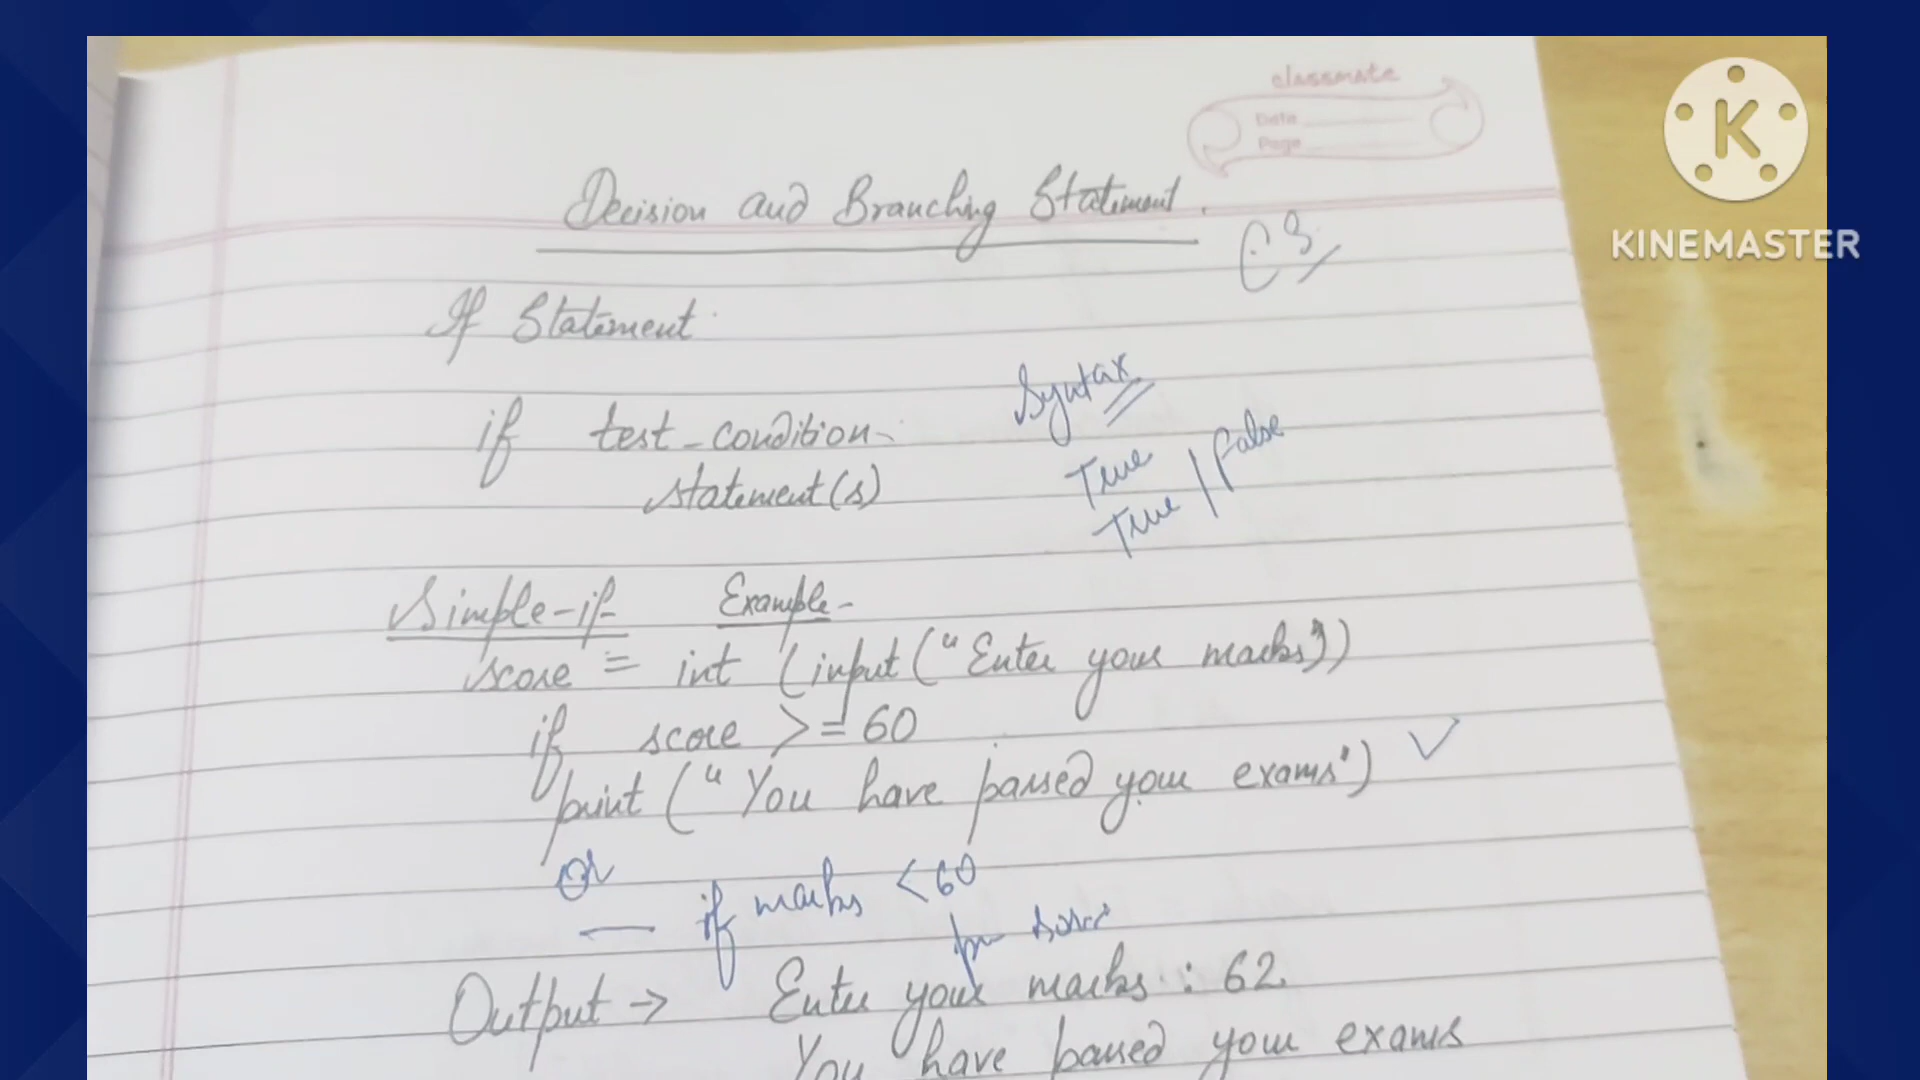 classmate
Date
Page
Decision and Branching Statement.
If Statement
Syntax
if test-condition-
True
statement(s)
True / False
Simple-if Example-
score = int (input("Enter your marks"))
if score >= 60
print ("You have passed your exams")
or
if marks < 60
Output → Enter your marks : 62
You have passed your exams
K
KINEMASTER